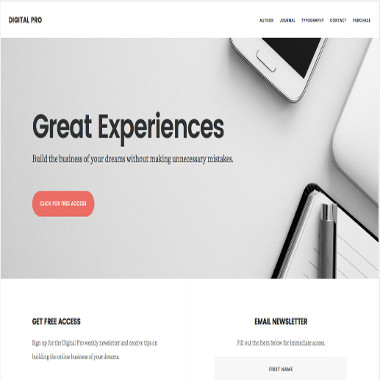 DIGITAL PRO
AUTHOR JOURNAL TYPOGRAPHY CONTACT PURCHASE
Great Experiences
Build the business of your dreams without making unnecessary mistakes.
CLICK FOR FREE ACCESS
GET FREE ACCESS
Sign up for the Digital Pro weekly newsletter and receive tips on
building the online business of your dreams.
EMAIL NEWSLETTER
Fill out the form below for immediate access.
FIRST NAME